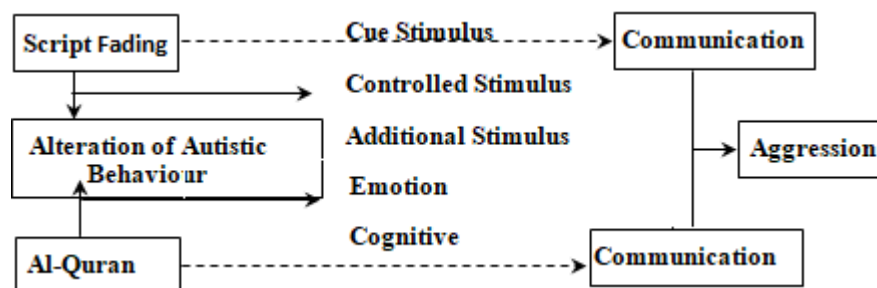 Script Fading
Cue Stimulus
Communication
Controlled Stimulus
Alteration of Autistic
Behaviour
Additional Stimulus
Aggression
Emotion
Cognitive
Al-Quran
Communication